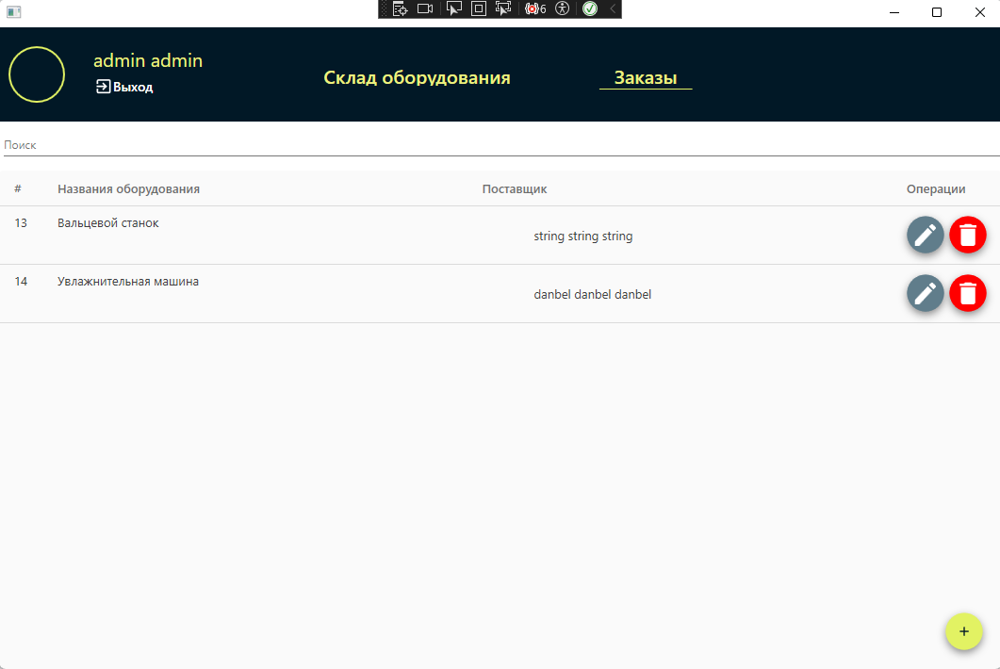 6
admin admin
Выход
Склад оборудования
Заказы
Поиск
# Названия оборудования Поставщик Операции
13 Вальцевой станок string string string
14 Увлажнительная машина danbel danbel danbel
+